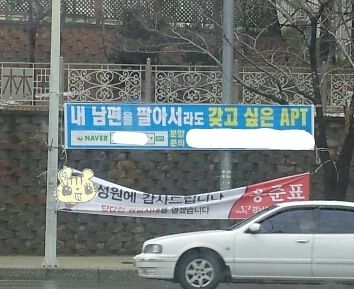 내 남편을 팔아서라도 갖고 싶은 APT
NAVER
분양
문의
성원에 감사드립니다
홍준표